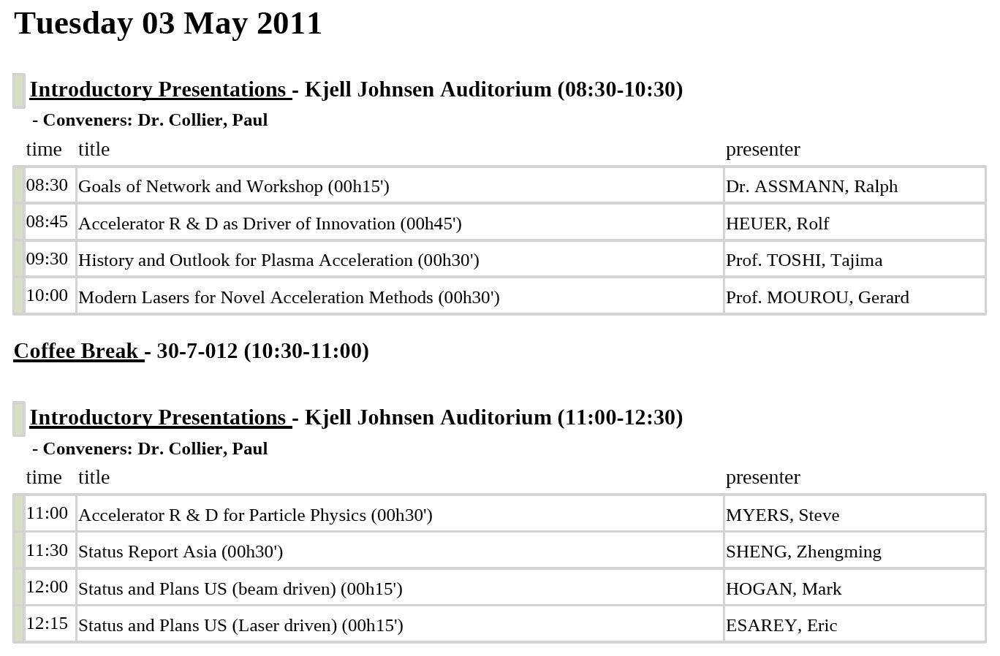 Tuesday 03 May 2011
Introductory Presentations - Kjell Johnsen Auditorium (08:30-10:30)
- Conveners: Dr. Collier, Paul
time title presenter
08:30 Goals of Network and Workshop (00h15') Dr. ASSMANN, Ralph
08:45 Accelerator R & D as Driver of Innovation (00h45') HEUER, Rolf
09:30 History and Outlook for Plasma Acceleration (00h30') Prof. TOSHI, Tajima
10:00 Modern Lasers for Novel Acceleration Methods (00h30') Prof. MOUROU, Gerard
Coffee Break - 30-7-012 (10:30-11:00)
Introductory Presentations - Kjell Johnsen Auditorium (11:00-12:30)
- Conveners: Dr. Collier, Paul
time title presenter
11:00 Accelerator R & D for Particle Physics (00h30') MYERS, Steve
11:30 Status Report Asia (00h30') SHENG, Zhengming
12:00 Status and Plans US (beam driven) (00h15') HOGAN, Mark
12:15 Status and Plans US (Laser driven) (00h15') ESAREY, Eric